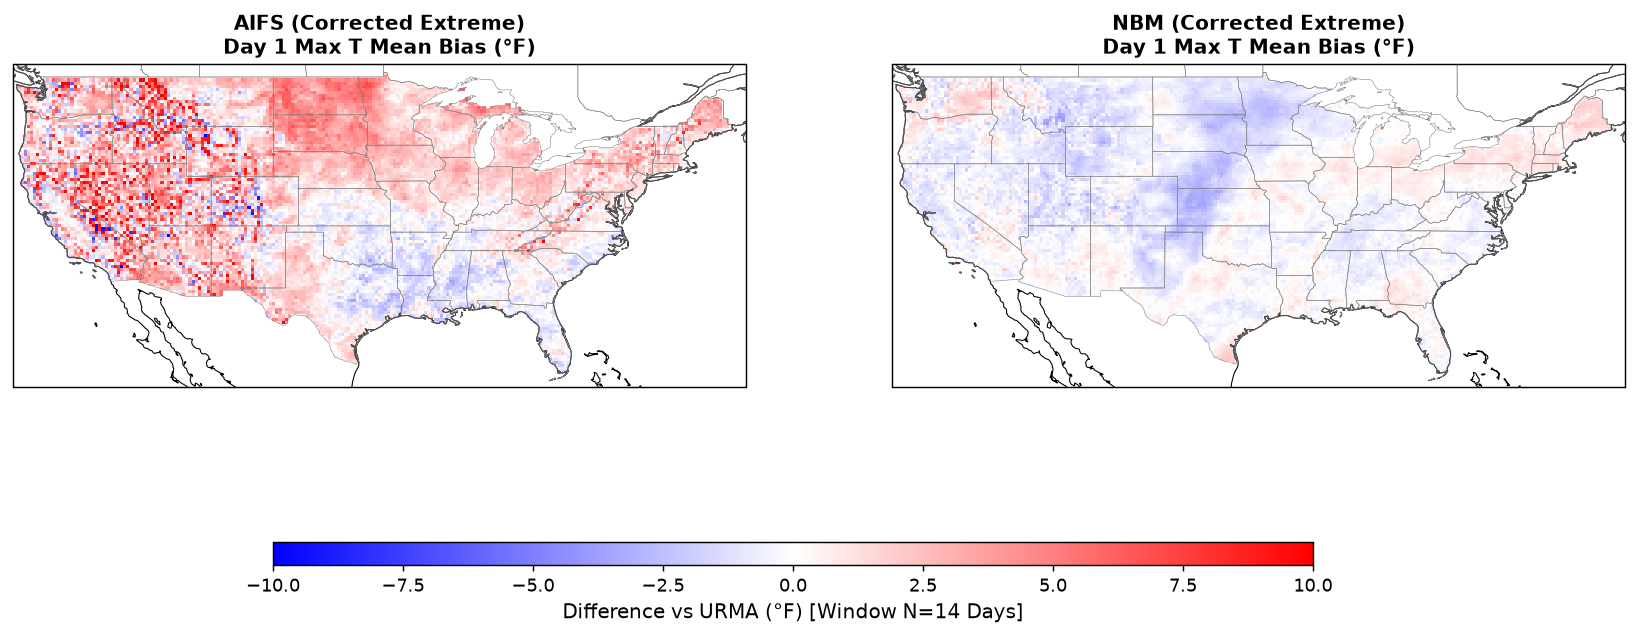 AIFS (Corrected Extreme)
Day 1 Max T Mean Bias (°F)
NBM (Corrected Extreme)
Day 1 Max T Mean Bias (°F)
−10.0 −7.5 −5.0 −2.5 0.0 2.5 5.0 7.5 10.0
Difference vs URMA (°F) [Window N=14 Days]